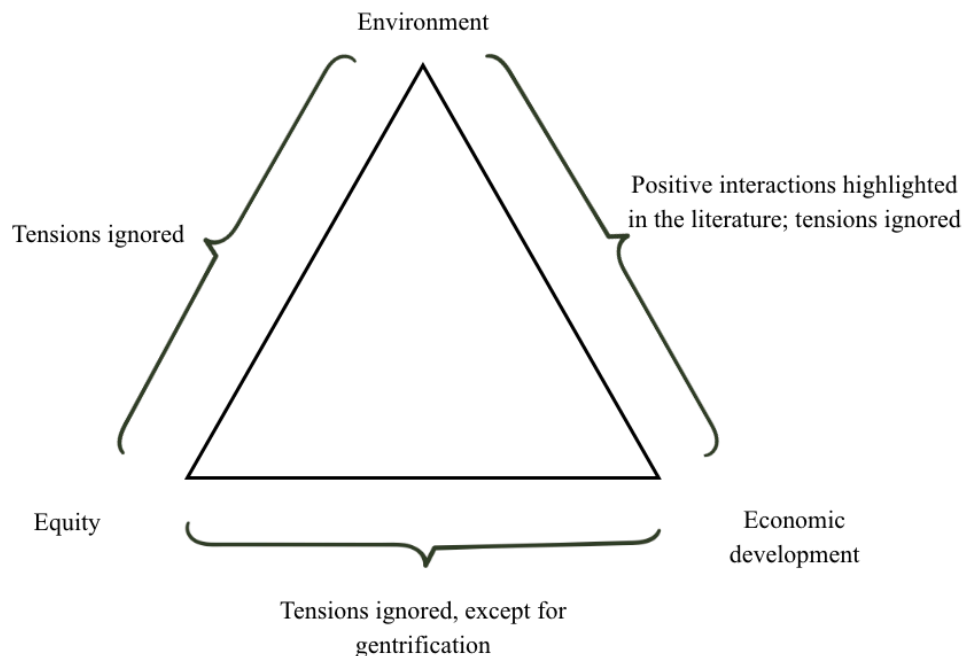 Environment
Positive interactions highlighted
in the literature; tensions ignored
Tensions ignored
Equity
Economic
development
Tensions ignored, except for
gentrification